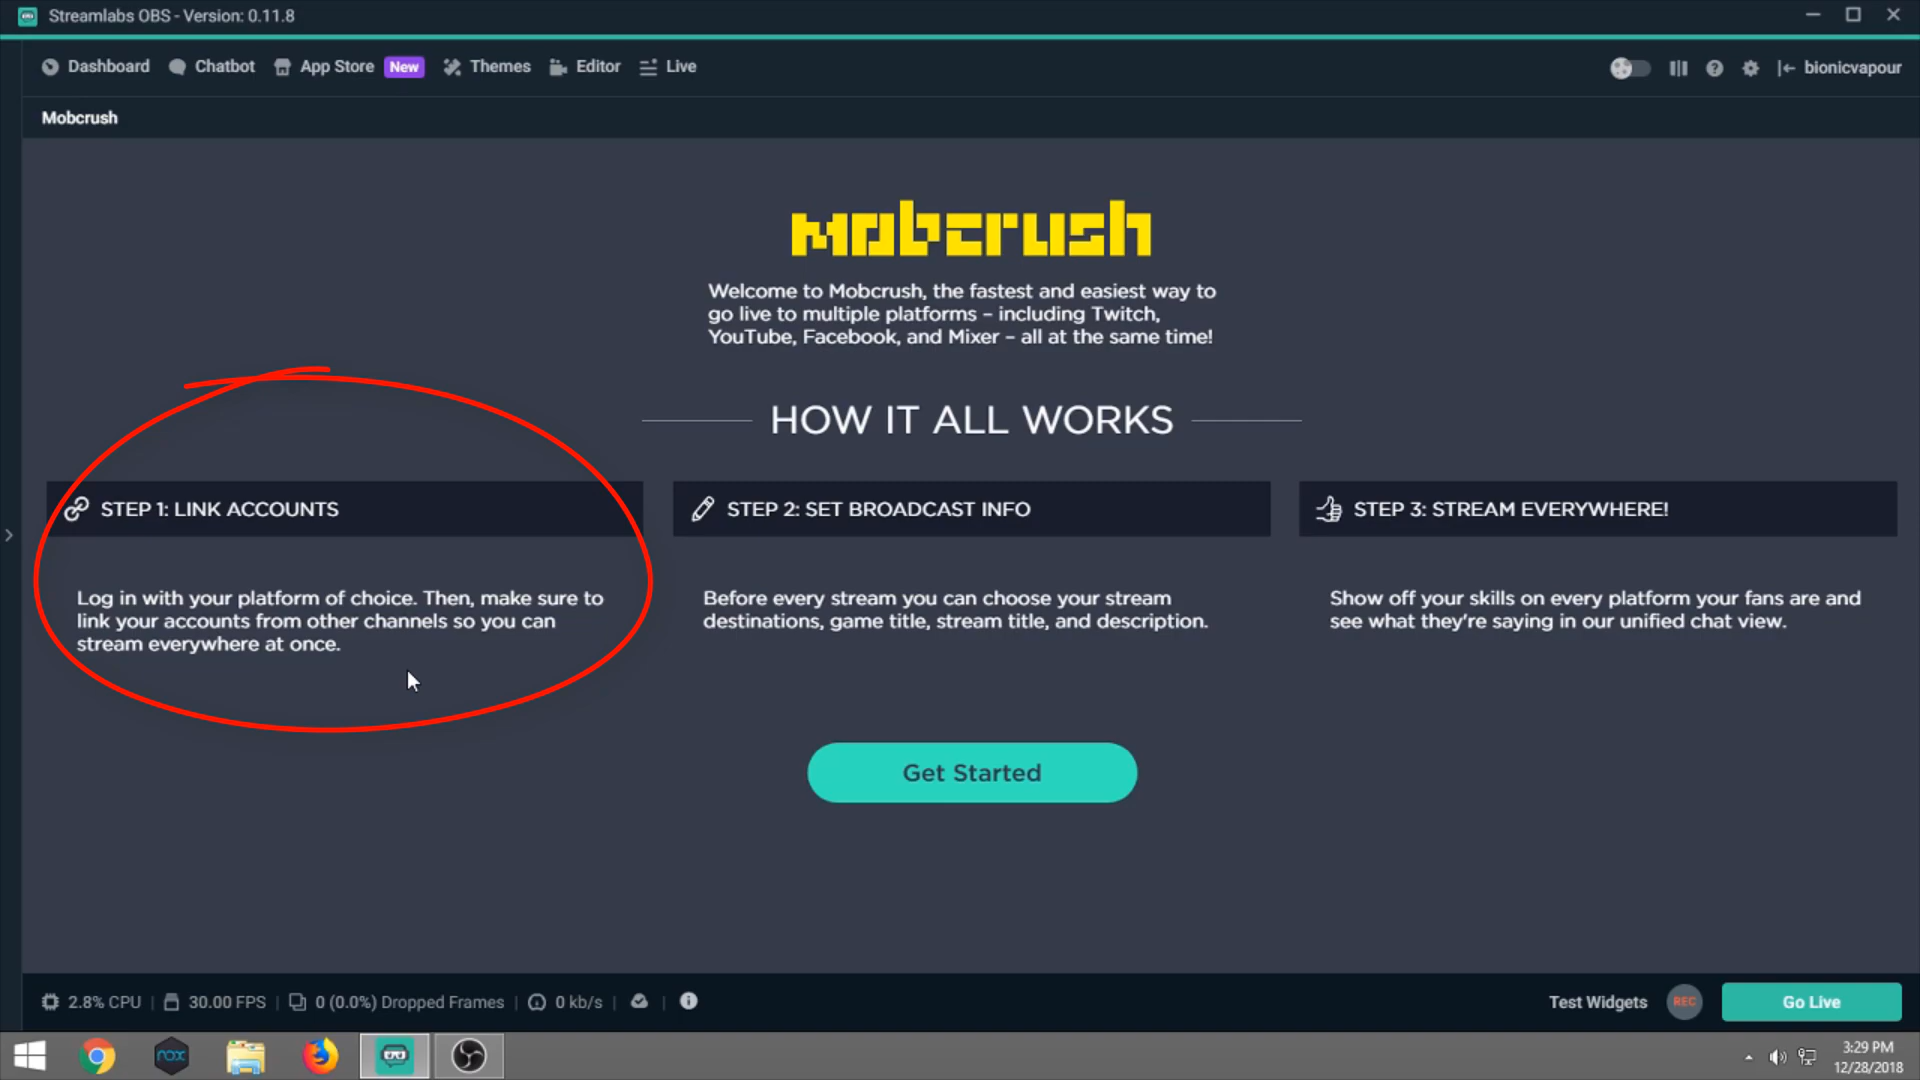 Streamlabs OBS - Version: 0.11.8
Dashboard Chatbot App Store New Themes Editor Live bionicvapour
Mobcrush
mobcrush
Welcome to Mobcrush, the fastest and easiest way to
go live to multiple platforms – including Twitch,
YouTube, Facebook, and Mixer – all at the same time!
HOW IT ALL WORKS
STEP 1: LINK ACCOUNTS
Log in with your platform of choice. Then, make sure to
link your accounts from other channels so you can
stream everywhere at once.
STEP 2: SET BROADCAST INFO
Before every stream you can choose your stream
destinations, game title, stream title, and description.
STEP 3: STREAM EVERYWHERE!
Show off your skills on every platform your fans are and
see what they're saying in our unified chat view.
Get Started
2.8% CPU | 30.00 FPS | 0 (0.0%) Dropped Frames | 0 kb/s | |
Test Widgets REC Go Live
nox
3:29 PM
12/28/2018